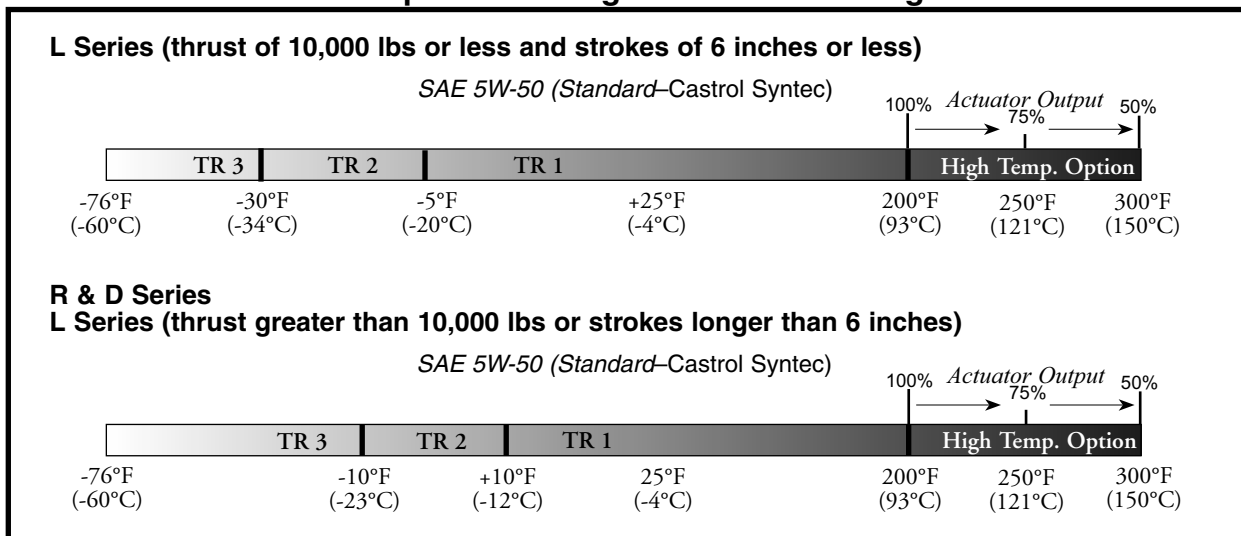 L Series (thrust of 10,000 lbs or less and strokes of 6 inches or less)
SAE 5W-50 (Standard–Castrol Syntec)
100% Actuator Output 50%
75%
TR 3 TR 2 TR 1 High Temp. Option
-76°F -30°F -5°F +25°F 200°F 250°F 300°F
(-60°C) (-34°C) (-20°C) (-4°C) (93°C) (121°C) (150°C)
R & D Series
L Series (thrust greater than 10,000 lbs or strokes longer than 6 inches)
SAE 5W-50 (Standard–Castrol Syntec)
100% Actuator Output 50%
75%
TR 3 TR 2 TR 1 High Temp. Option
-76°F -10°F +10°F 25°F 200°F 250°F 300°F
(-60°C) (-23°C) (-12°C) (-4°C) (93°C) (121°C) (150°C)